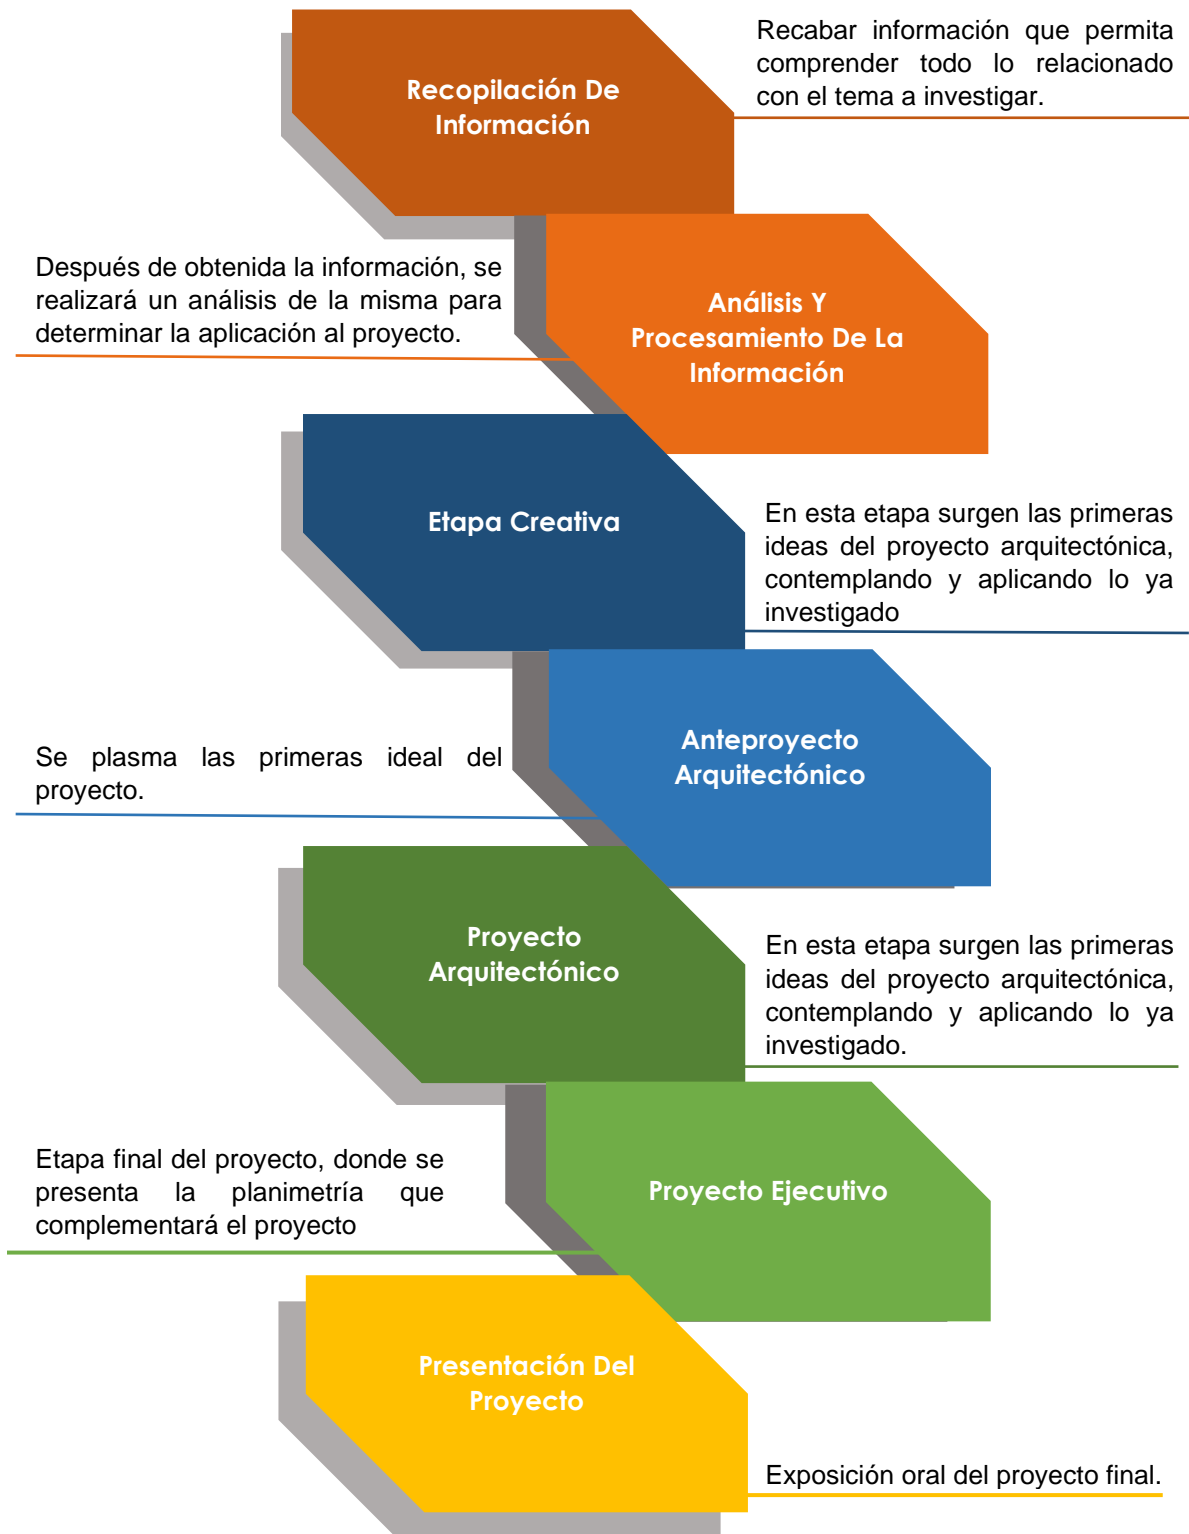 Recopilación De
Información
Recabar información que permita
comprender todo lo relacionado
con el tema a investigar.
Análisis Y
Procesamiento De La
Información
Después de obtenida la información, se
realizará un análisis de la misma para
determinar la aplicación al proyecto.
Etapa Creativa
En esta etapa surgen las primeras
ideas del proyecto arquitectónica,
contemplando y aplicando lo ya
investigado
Anteproyecto
Arquitectónico
Se plasma las primeras ideal del
proyecto.
Proyecto
Arquitectónico
En esta etapa surgen las primeras
ideas del proyecto arquitectónica,
contemplando y aplicando lo ya
investigado.
Proyecto Ejecutivo
Etapa final del proyecto, donde se
presenta la planimetría que
complementará el proyecto
Presentación Del
Proyecto
Exposición oral del proyecto final.